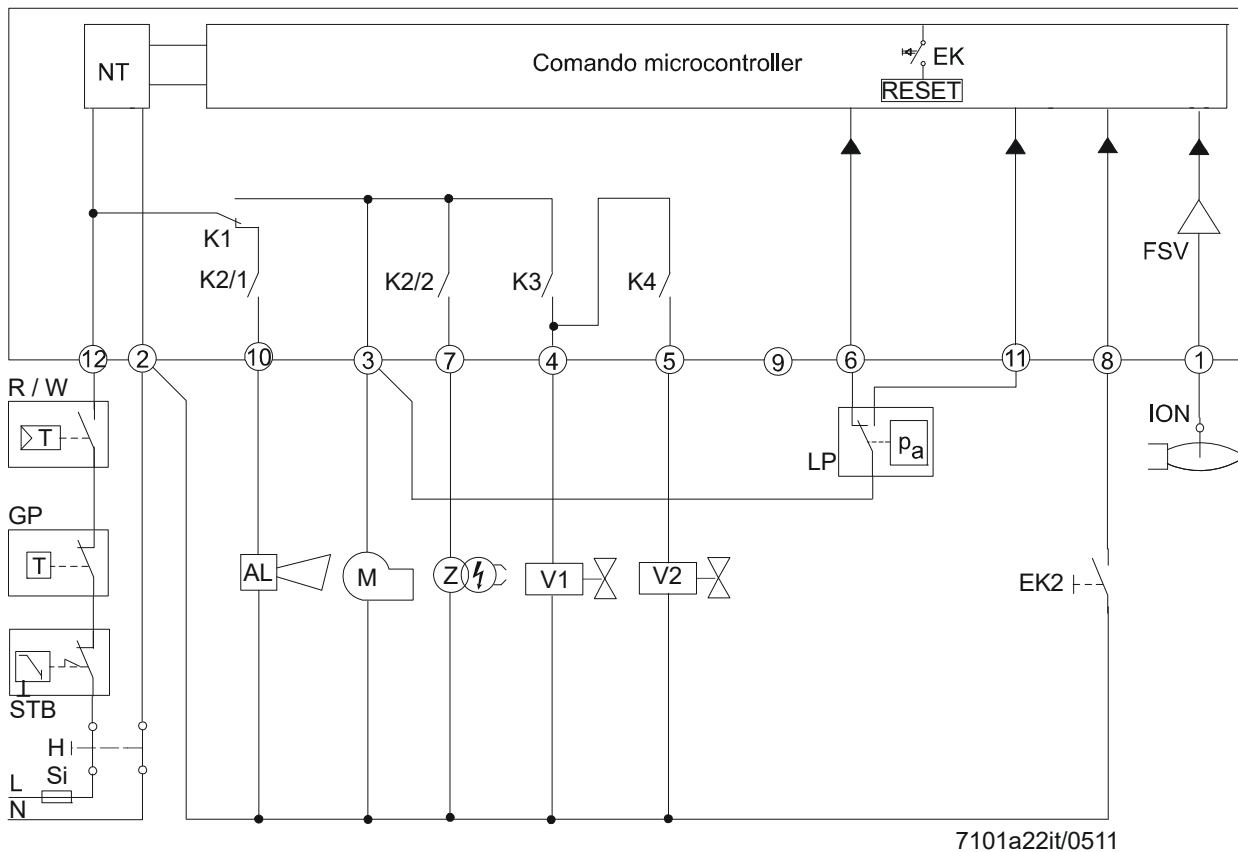 NT
Comando microcontroller
EK
RESET
K1
K2/1
K2/2
K3
K4
FSV
12
2
10
3
7
4
5
9
6
11
8
1
R / W
T
GP
T
STB
H
Si
L
N
AL
M
Z
V1
V2
LP
pa
ION
EK2
7101a22it/0511